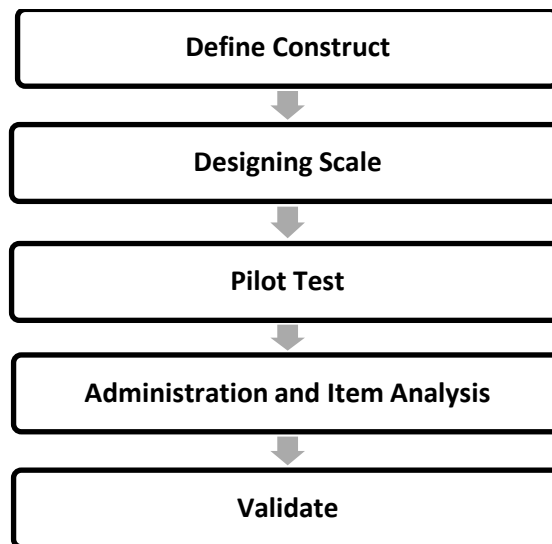 Define Construct
Designing Scale
Pilot Test
Administration and Item Analysis
Validate